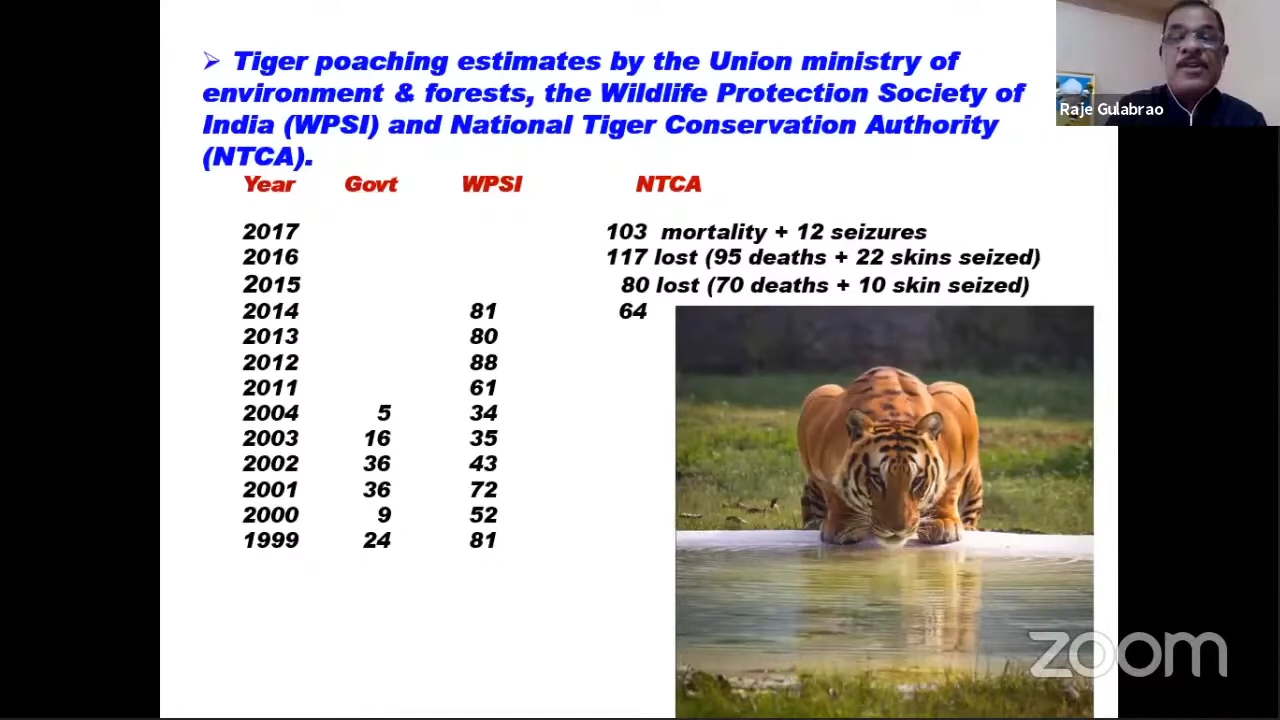 ➢ Tiger poaching estimates by the Union ministry of
environment & forests, the Wildlife Protection Society of
India (WPSI) and National Tiger Conservation Authority
(NTCA).
Raje Gulabrao
Year Govt WPSI NTCA
2017 103 mortality + 12 seizures
2016 117 lost (95 deaths + 22 skins seized)
2015 80 lost (70 deaths + 10 skin seized)
2014 81 64
2013 80
2012 88
2011 61
2004 5 34
2003 16 35
2002 36 43
2001 36 72
2000 9 52
1999 24 81
zoom